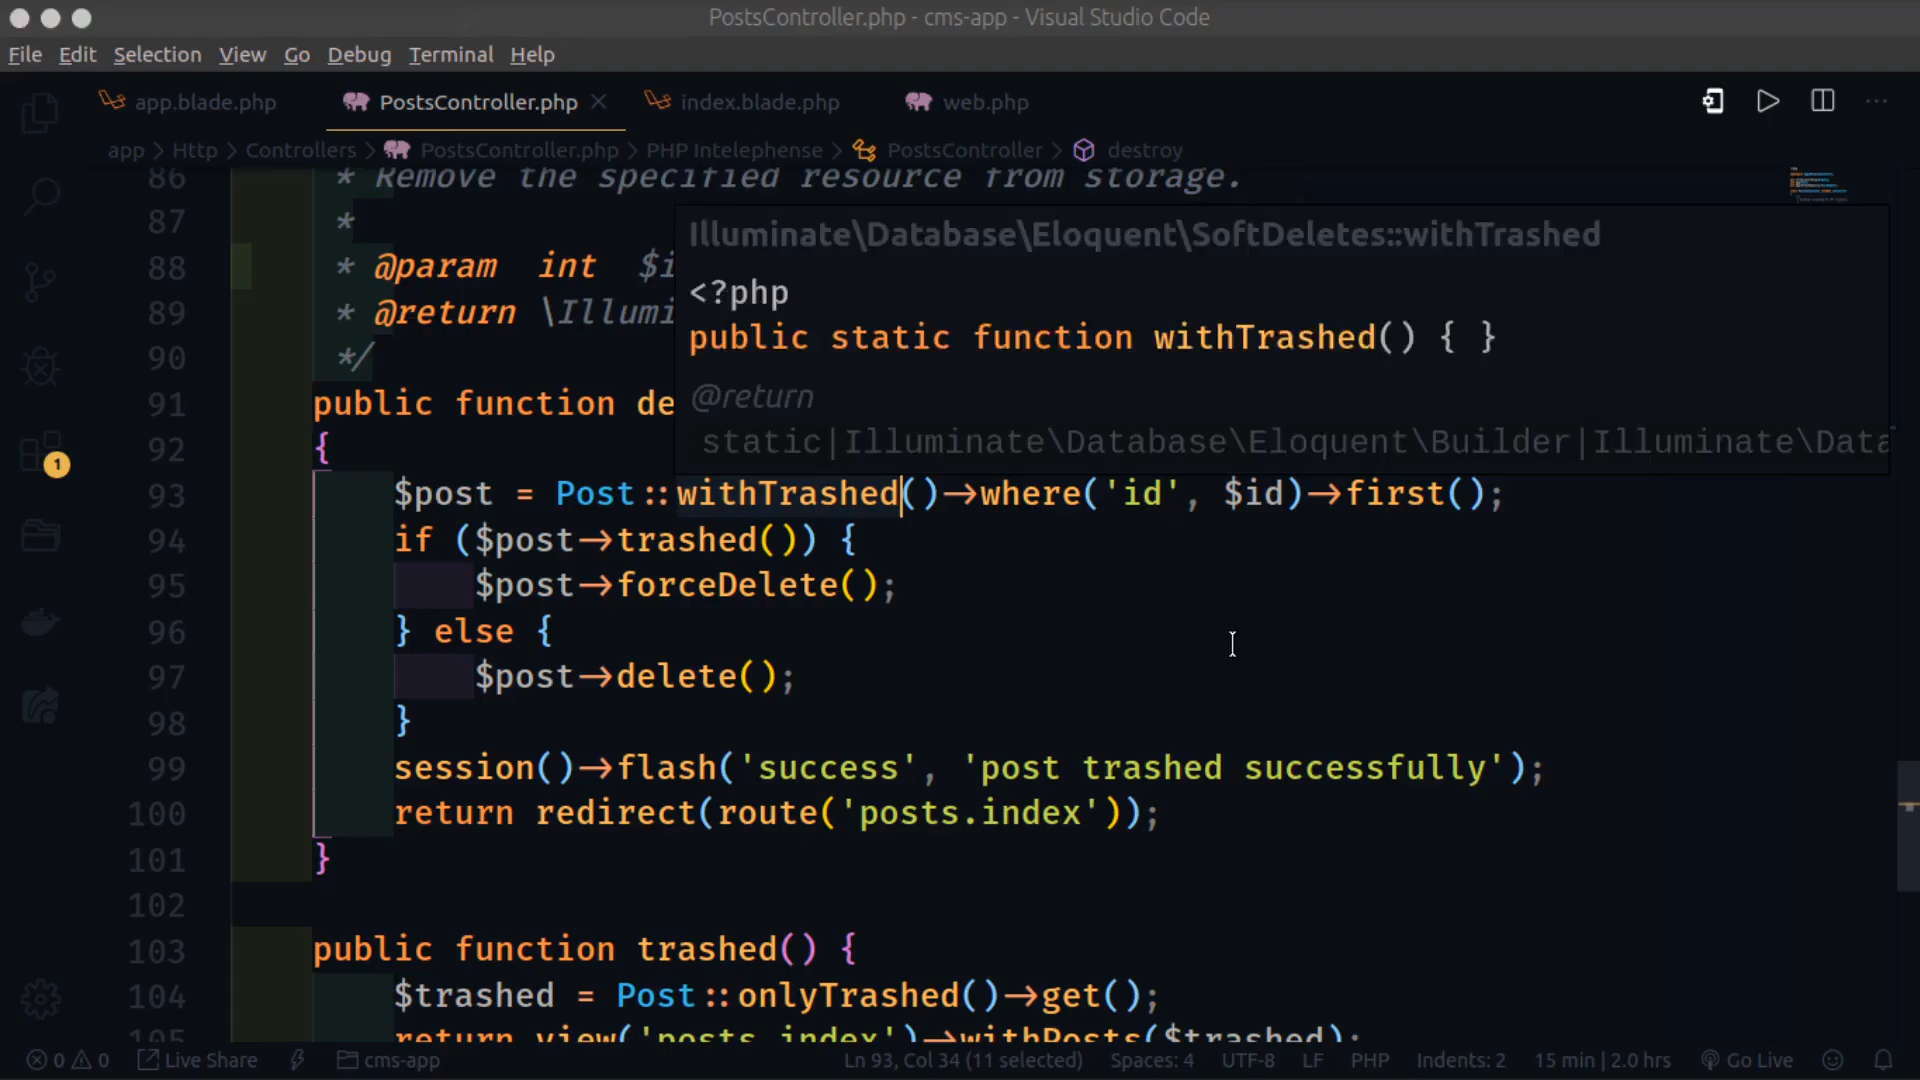 PostsController.php - cms-app - Visual Studio Code
File Edit Selection View Go Debug Terminal Help
app.blade.php PostsController.php index.blade.php web.php
app > Http > Controllers > PostsController.php > PHP Intelephense > PostsController > destroy
86 * Remove the specified resource from storage.
87 *
Illuminate\Database\Eloquent\SoftDeletes::withTrashed
88 * @param int $i
<?php
89 * @return \Illumi
public static function withTrashed() { }
90 */
@return
91 public function de
static|Illuminate\Database\Eloquent\Builder|Illuminate\Data
92 {
93 $post = Post::withTrashed()->where('id', $id)->first();
94 if ($post->trashed()) {
95 $post->forceDelete();
96 } else {
97 $post->delete();
98 }
99 session()->flash('success', 'post trashed successfully');
100 return redirect(route('posts.index'));
101 }
102
103 public function trashed() {
104 $trashed = Post::onlyTrashed()->get();
105 return view('posts.index')->withPosts($trashed);
1
0 0 Live Share cms-app Ln 93, Col 34 (11 selected) Spaces: 4 UTF-8 LF PHP Indents: 2 15 min | 2.0 hrs Go Live